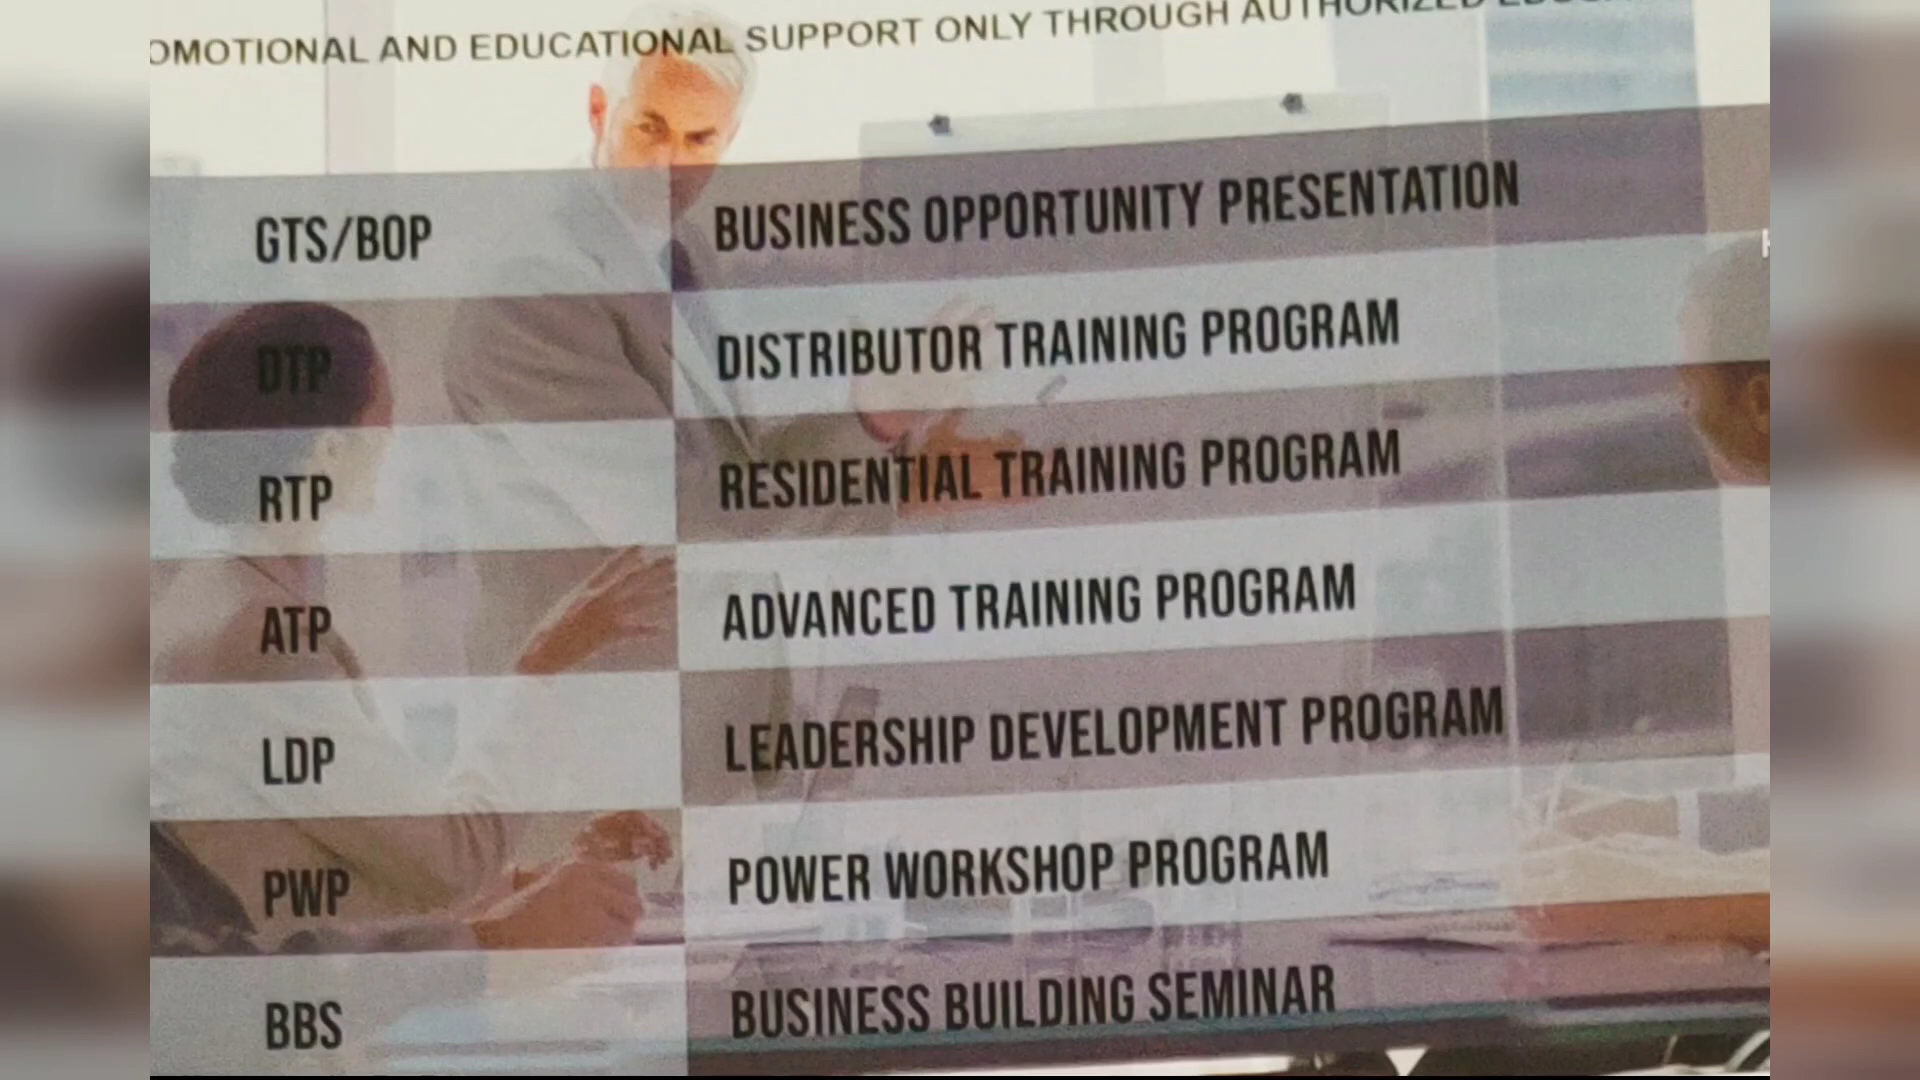 OMOTIONAL AND EDUCATIONAL SUPPORT ONLY THROUGH AUTHORIZED
GTS/BOP BUSINESS OPPORTUNITY PRESENTATION
DTP DISTRIBUTOR TRAINING PROGRAM
RTP RESIDENTIAL TRAINING PROGRAM
ATP ADVANCED TRAINING PROGRAM
LDP LEADERSHIP DEVELOPMENT PROGRAM
PWP POWER WORKSHOP PROGRAM
BBS BUSINESS BUILDING SEMINAR